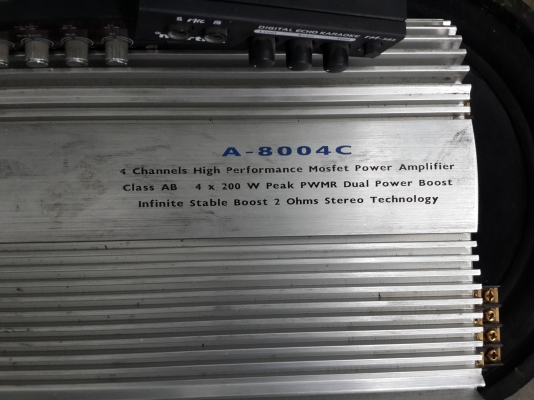 DIGITAL ECHO KARAOKE
A-8004C
4 Channels High Performance Mosfet Power Amplifier
Class AB 4 x 200 W Peak PWMR Dual Power Boost
Infinite Stable Boost 2 Ohms Stereo Technology